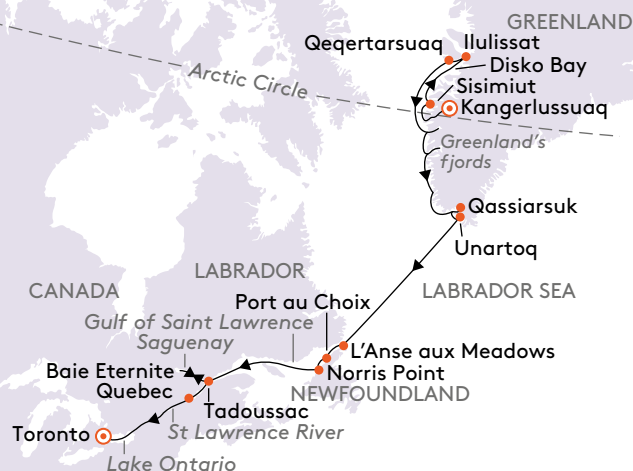 GREENLAND
Qeqertarsuaq
Ilulissat
Disko Bay
Arctic Circle
Sisimiut
Kangerlussuaq
Greenland's
fjords
Qassiarsuk
Unartoq
LABRADOR
CANADA
LABRADOR SEA
Port au Choix
Gulf of Saint Lawrence
Saguenay
L'Anse aux Meadows
Baie Eternite
Norris Point
Quebec
NEWFOUNDLAND
Tadoussac
Toronto
St Lawrence River
Lake Ontario